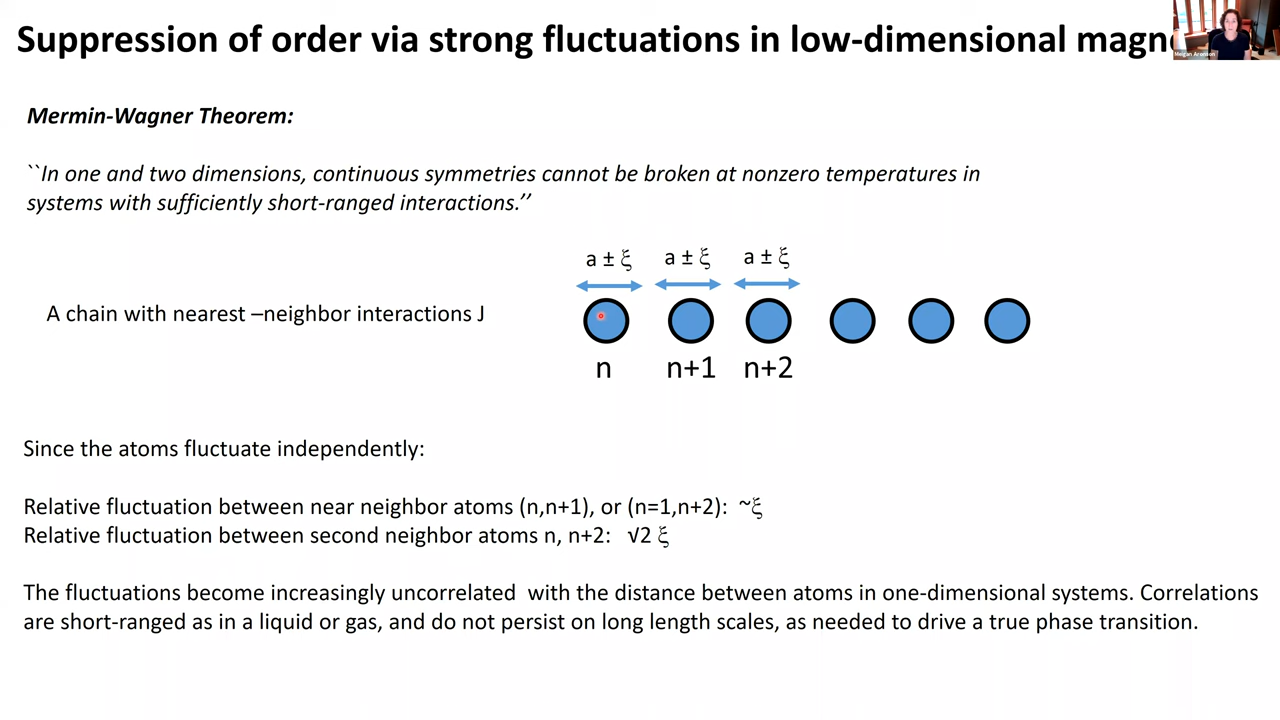 Suppression of order via strong fluctuations in low-dimensional magn
Megan Aronson
Mermin-Wagner Theorem:
``In one and two dimensions, continuous symmetries cannot be broken at nonzero temperatures in
systems with sufficiently short-ranged interactions.’’
a ± ξ a ± ξ a ± ξ
A chain with nearest –neighbor interactions J
n n+1 n+2
Since the atoms fluctuate independently:
Relative fluctuation between near neighbor atoms (n,n+1), or (n=1,n+2): ~ξ
Relative fluctuation between second neighbor atoms n, n+2: √2 ξ
The fluctuations become increasingly uncorrelated with the distance between atoms in one-dimensional systems. Correlations
are short-ranged as in a liquid or gas, and do not persist on long length scales, as needed to drive a true phase transition.